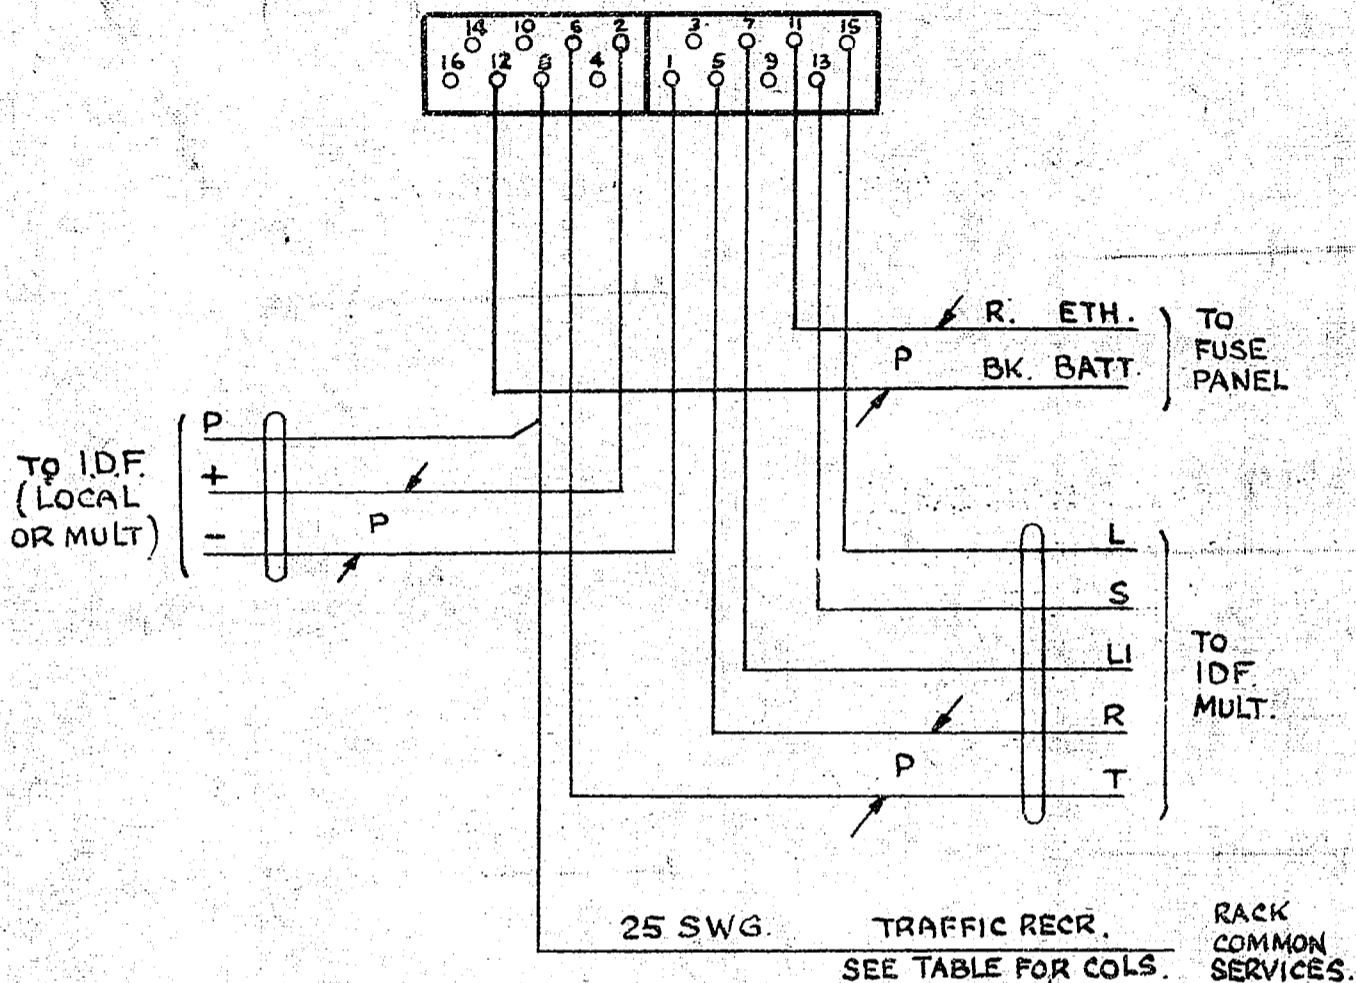 14 10 6 2 3 7 11 15
16 12 8 4 1 5 9 13
R. ETH.
P BK. BATT.
TO
FUSE
PANEL
P
+
P
-
TO I.D.F.
(LOCAL
OR MULT)
L
S
LI
R
P
T
TO
IDF.
MULT.
25 SWG. TRAFFIC RECR.
SEE TABLE FOR COLS.
RACK
COMMON
SERVICES.